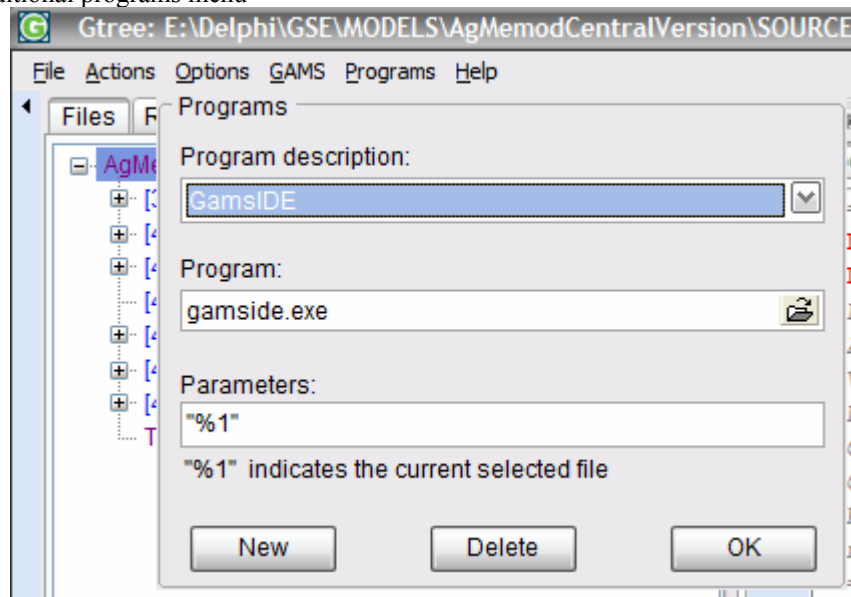 Gtree: E:\Delphi\GSE\MODELS\AgMemodCentralVersion\SOURCE
File Actions Options GAMS Programs Help
Files
Programs
Program description:
GamsIDE
Program:
gamside.exe
Parameters:
"%1"
"%1" indicates the current selected file
New Delete OK